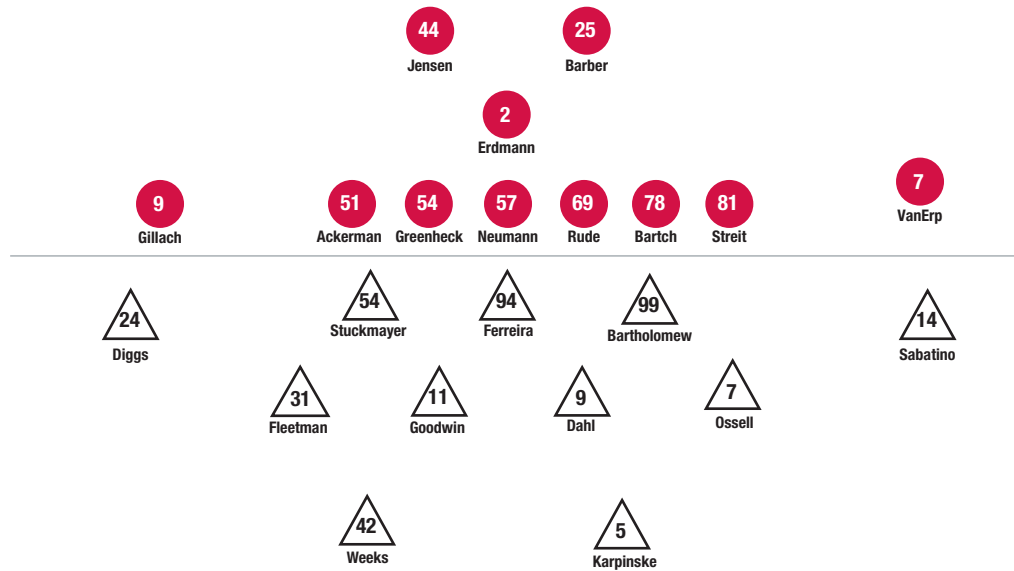 44 25
Jensen Barber
2
Erdmann
9 51 54 57 69 78 81 7
Gillach Ackerman Greenheck Neumann Rude Bartch Streit VanErp
24 54 94 99 14
Diggs Stuckmayer Ferreira Bartholomew Sabatino
31 11 9 7
Fleetman Goodwin Dahl Ossell
42 5
Weeks Karpinske